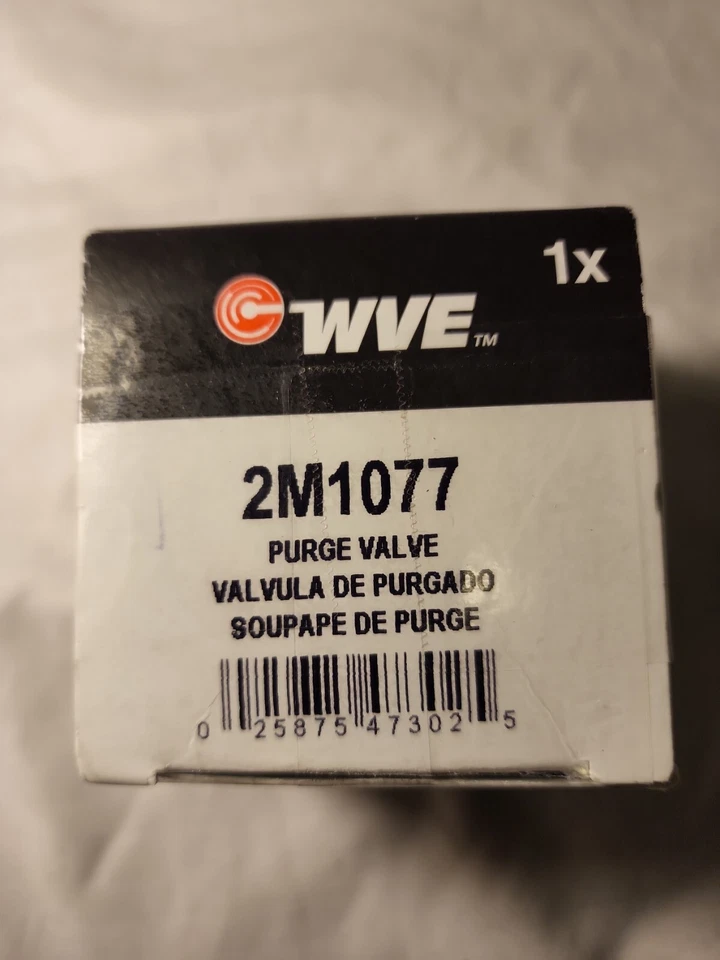 1x
WVE™
2M1077
PURGE VALVE
VALVULA DE PURGADO
SOUPAPE DE PURGE
0 25875 47302 5